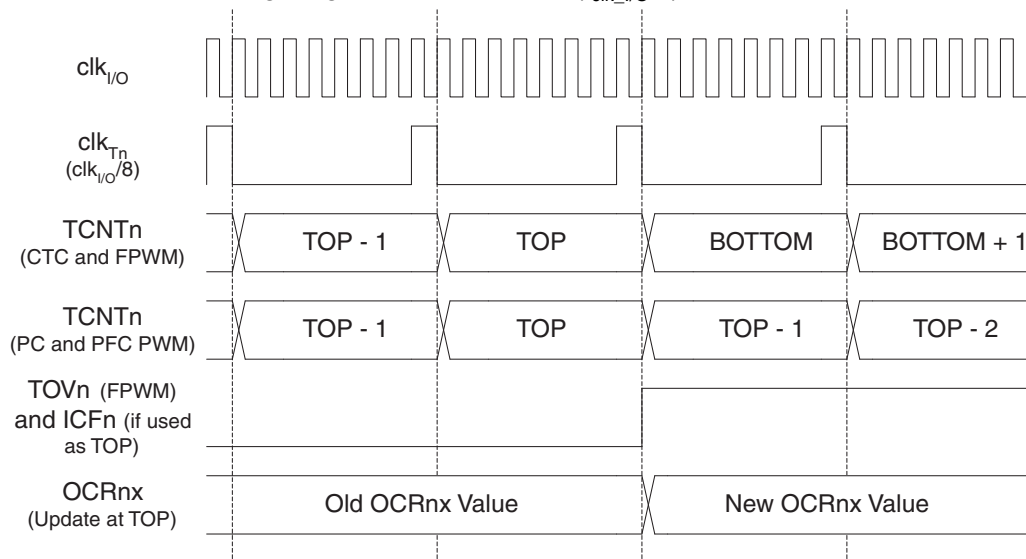 clk_I/O
clk_I/O
clk_Tn
(clk_I/O/8)
TCNTn
(CTC and FPWM)
TOP - 1
TOP
BOTTOM
BOTTOM + 1
TCNTn
(PC and PFC PWM)
TOP - 1
TOP
TOP - 1
TOP - 2
TOVn (FPWM)
and ICFn (if used
as TOP)
OCRnx
(Update at TOP)
Old OCRnx Value
New OCRnx Value